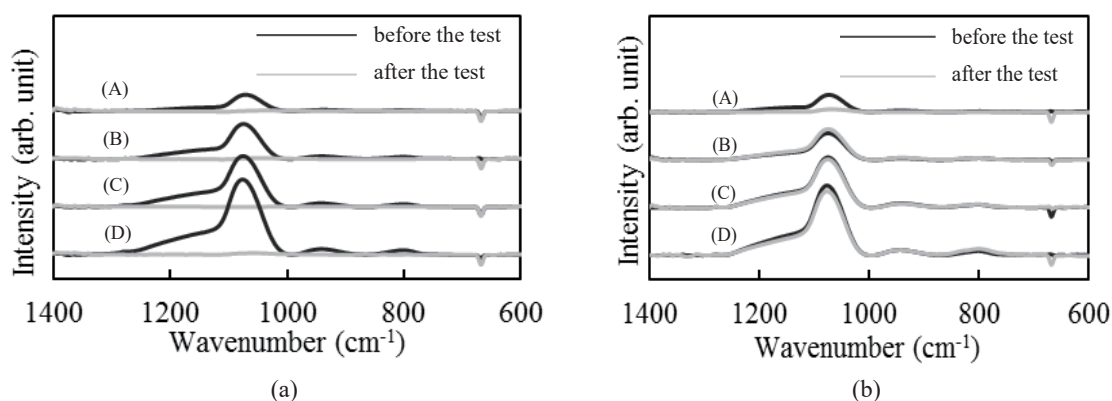 before the test
after the test
(A)
(B)
(C)
(D)
Intensity (arb. unit)
1400 1200 1000 800 600
Wavenumber (cm-1)
(a)
before the test
after the test
(A)
(B)
(C)
(D)
Intensity (arb. unit)
1400 1200 1000 800 600
Wavenumber (cm-1)
(b)